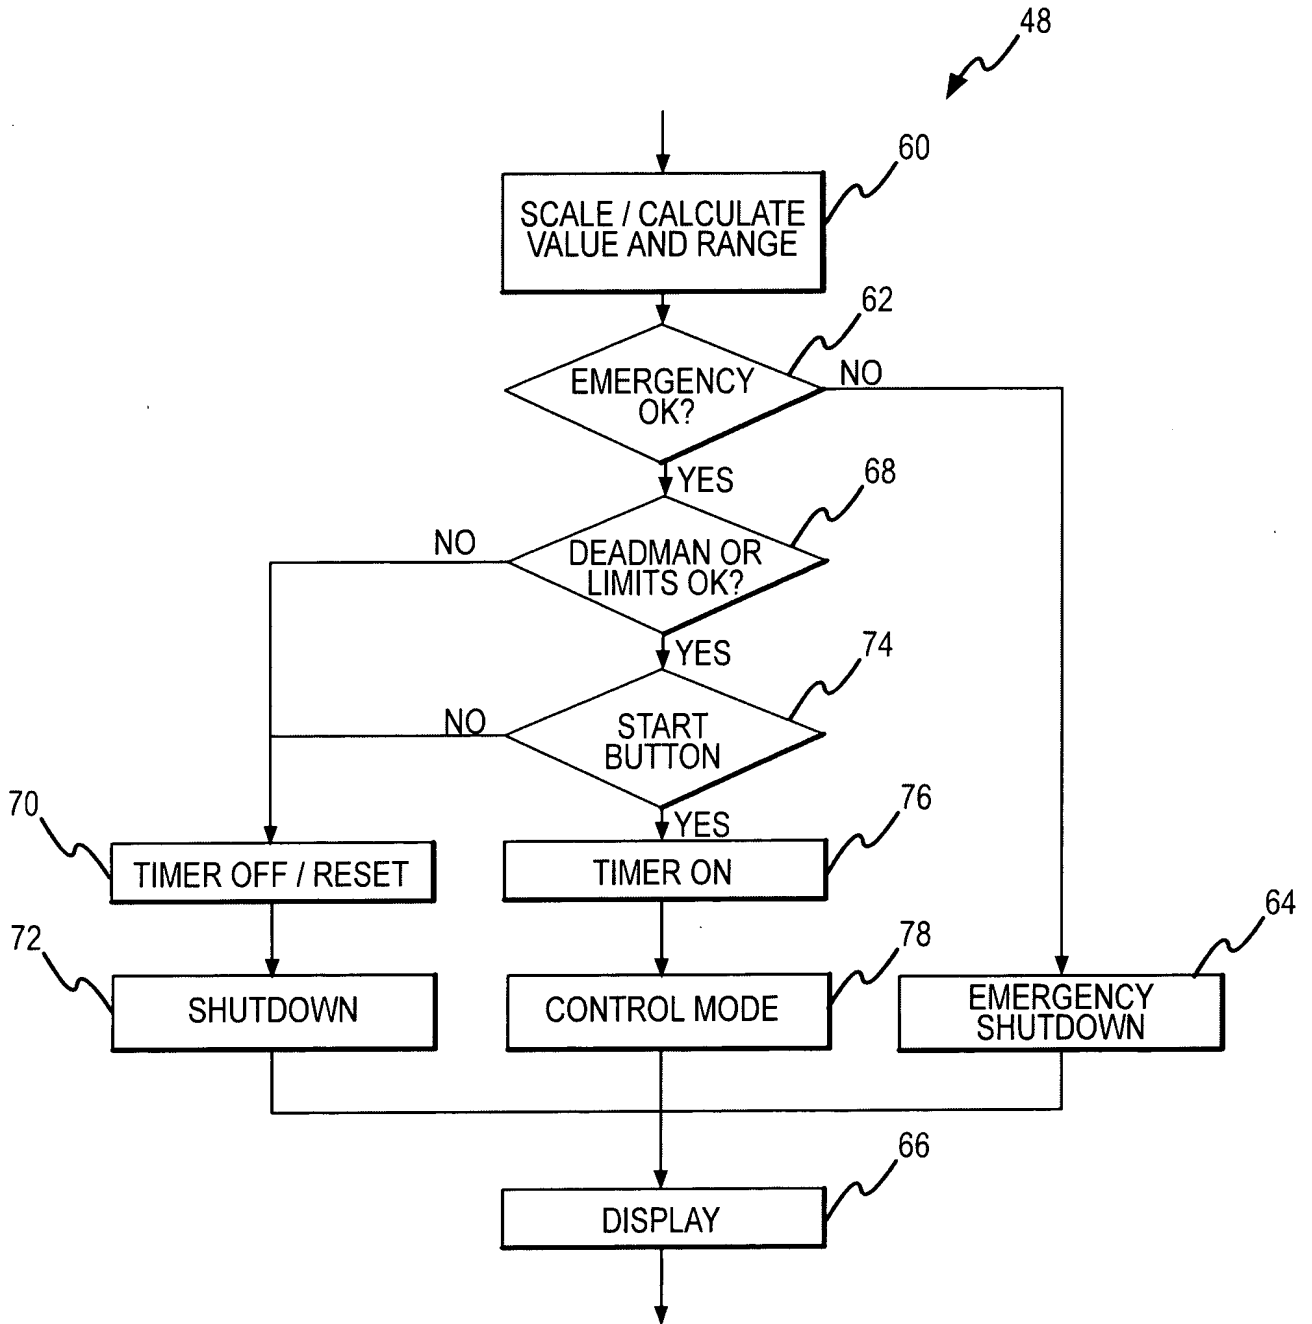 48
60
SCALE / CALCULATE
VALUE AND RANGE
62
EMERGENCY
OK?
NO
YES
68
NO
DEADMAN OR
LIMITS OK?
YES
74
NO
START
BUTTON
YES
70
76
TIMER OFF / RESET
TIMER ON
72
78
64
SHUTDOWN
CONTROL MODE
EMERGENCY
SHUTDOWN
66
DISPLAY